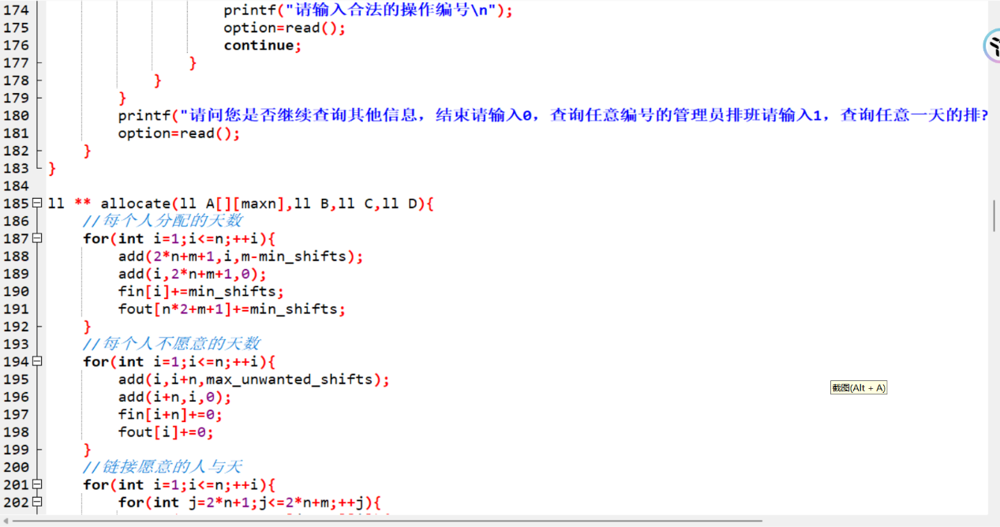 174 printf("请输入合法的操作编号\n");
175 option=read();
176 continue;
177 }
178 }
179 }
180 printf("请问您是否继续查询其他信息，结束请输入0，查询任意编号的管理员排班请输入1，查询任意一天的排?
181 option=read();
182 }
183 }
184
185 ll ** allocate(ll A[][maxn],ll B,ll C,ll D){
186 //每个人分配的天数
187 for(int i=1;i<=n;++i){
188 add(2*n+m+1,i,m-min_shifts);
189 add(i,2*n+m+1,0);
190 fin[i]+=min_shifts;
191 fout[n*2+m+1]+=min_shifts;
192 }
193 //每个人不愿意的天数
194 for(int i=1;i<=n;++i){
195 add(i,i+n,max_unwanted_shifts);
196 add(i+n,i,0);
197 fin[i+n]+=0;
198 fout[i]+=0;
199 }
200 //链接愿意的人与天
201 for(int i=1;i<=n;++i){
202 for(int j=2*n+1;j<=2*n+m;++j){
截图(Alt + A)